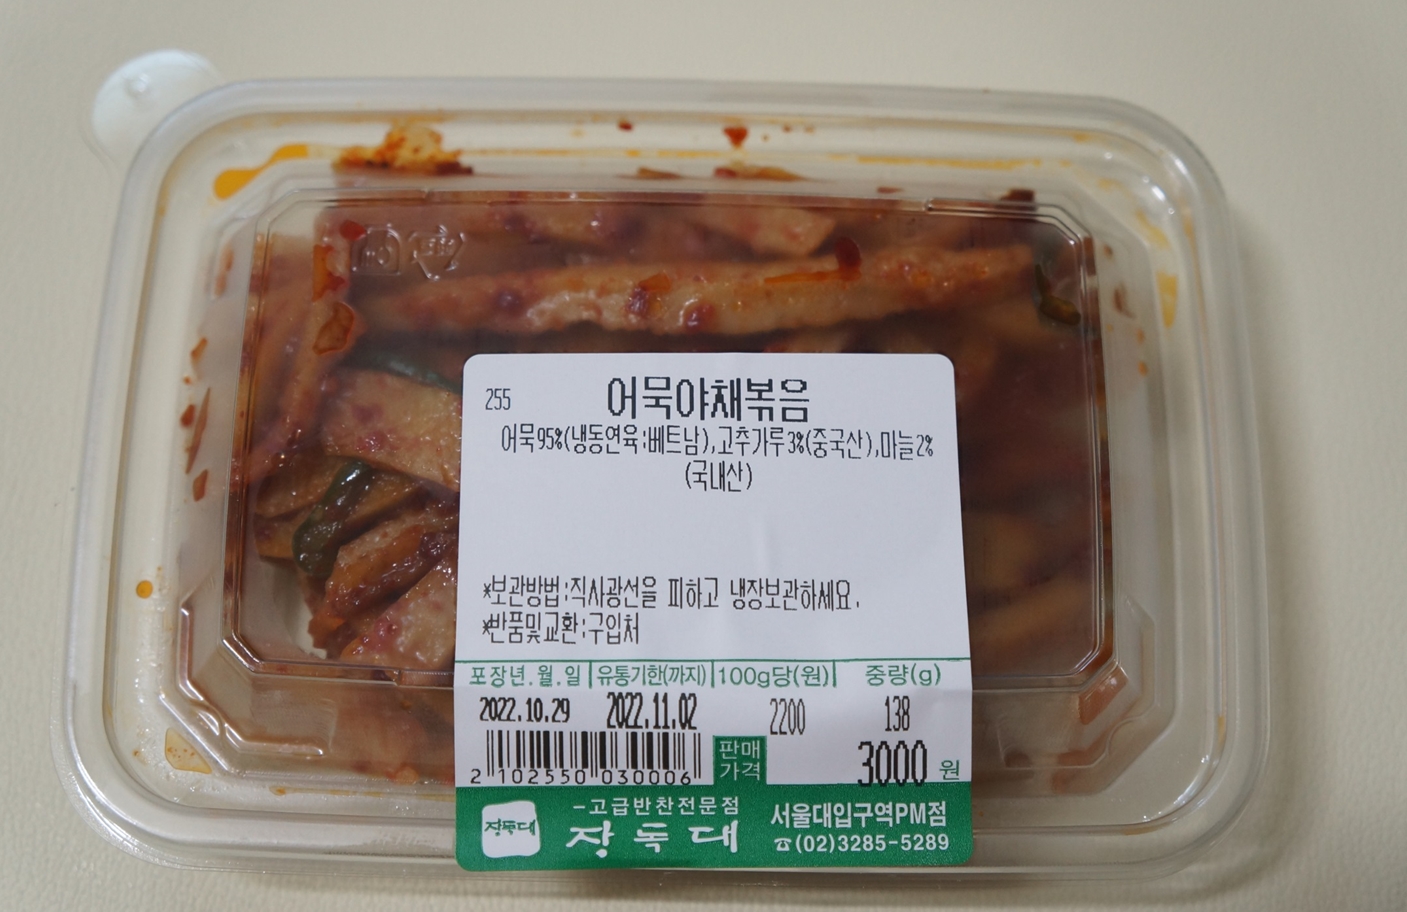 255
어묵야채볶음
어묵95%(냉동연육:베트남),고추가루3%(중국산),마늘2%
(국내산)
*보관방법:직사광선을 피하고 냉장보관하세요.
*반품및교환:구입처
포장년.월.일 유통기한(까지) 100g당(원) 중량(g)
2022.10.29 2022.11.02 2200 138
2 102550 030006
판매
가격
3000 원
장독대
-고급반찬전문점
장독대
서울대입구역PM점
☎(02)3285-5289